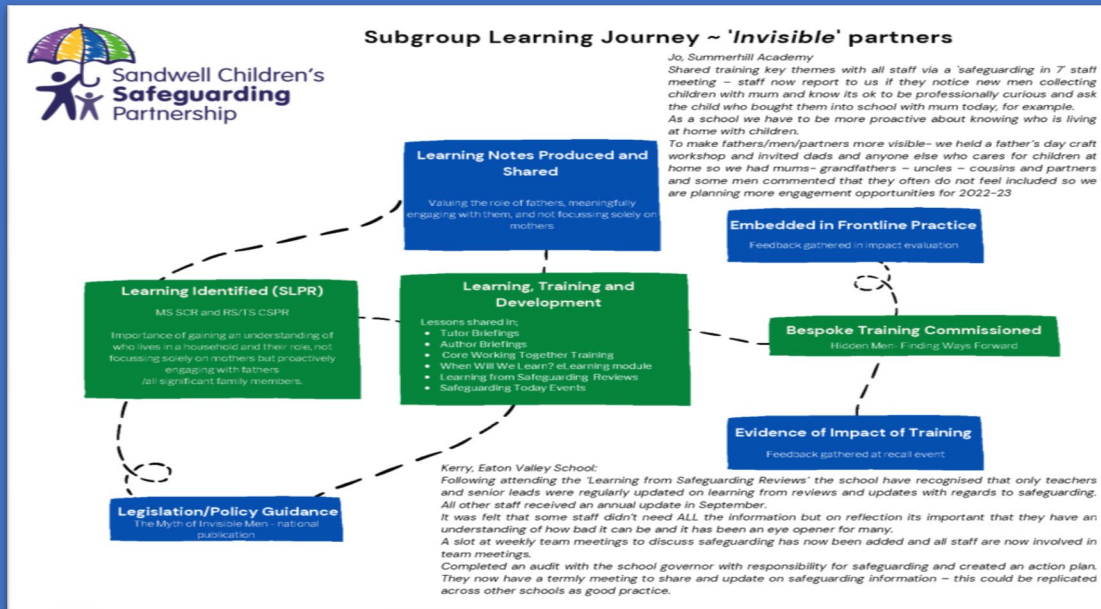 Sandwell Children's
Safeguarding
Partnership
Subgroup Learning Journey ~ 'Invisible' partners
Jo, Summerhill Academy
Shared training key themes with all staff via a 'safeguarding in 7' staff
meeting – staff now report to us if they notice new men collecting
children with mum and know its ok to be professionally curious and ask
the child who bought them into school with mum today, for example.
As a school we have to be more proactive about knowing who is living
at home with children.
To make fathers/men/partners more visible- we held a father's day craft
workshop and invited dads and anyone else who cares for children at
home so we had mums- grandfathers – uncles – cousins and partners
and some men commented that they often do not feel included so we
are planning more engagement opportunities for 2022-23
Learning Notes Produced and
Shared
Valuing the role of fathers, meaningfully
engaging with them, and not focussing solely on
mothers
Embedded in Frontline Practice
Feedback gathered in impact evaluation
Learning Identified (SLPR)
MS SCR and RS/TS CSPR
Importance of gaining an understanding of
who lives in a household and their role, not
focussing solely on mothers but proactively
engaging with fathers
/all significant family members.
Learning, Training and
Development
Lessons shared in;
• Tutor Briefings
• Author Briefings
• Core Working Together Training
• When Will We Learn? eLearning module
• Learning from Safeguarding Reviews
• Safeguarding Today Events
Bespoke Training Commissioned
Hidden Men- Finding Ways Forward
Evidence of Impact of Training
Feedback gathered at recall event
Legislation/Policy Guidance
The Myth of Invisible Men - national
publication
Kerry, Eaton Valley School:
Following attending the 'Learning from Safeguarding Reviews' the school have recognised that only teachers
and senior leads were regularly updated on learning from reviews and updates with regards to safeguarding.
All other staff received an annual update in September.
It was felt that some staff didn't need ALL the information but on reflection its important that they have an
understanding of how bad it can be and it has been an eye opener for many.
A slot at weekly team meetings to discuss safeguarding has now been added and all staff are now involved in
team meetings.
Completed an audit with the school governor with responsibility for safeguarding and created an action plan.
They now have a termly meeting to share and update on safeguarding information – this could be replicated
across other schools as good practice.